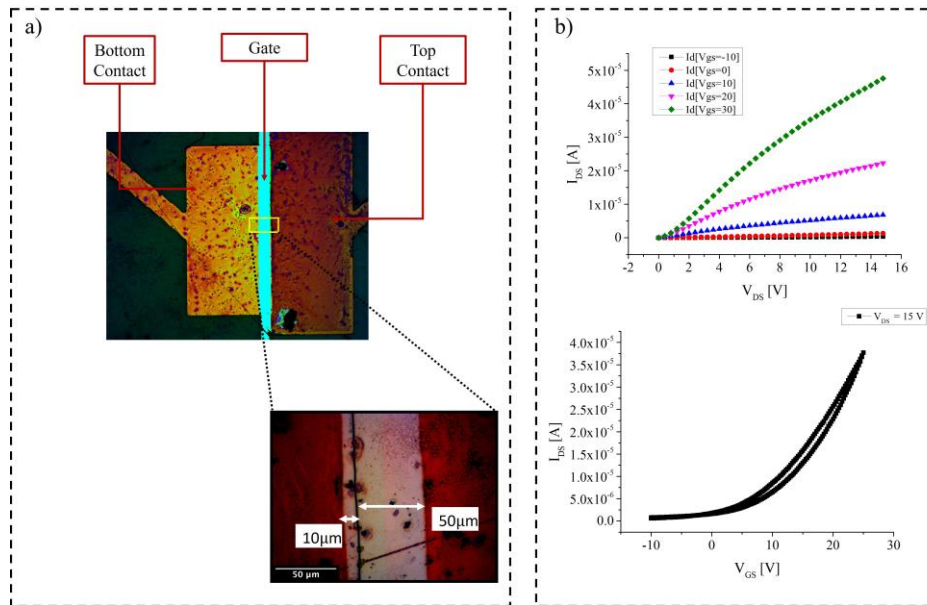 a)
Bottom
Contact
Gate
Top
Contact
10μm
50μm
50 μm
b)
Id[Vgs=-10]
Id[Vgs=0]
Id[Vgs=10]
Id[Vgs=20]
Id[Vgs=30]
5x10⁻⁵
4x10⁻⁵
3x10⁻⁵
2x10⁻⁵
1x10⁻⁵
0
I_DS [A]
-2 0 2 4 6 8 10 12 14 16
V_DS [V]
V_DS = 15 V
4.0x10⁻⁵
3.5x10⁻⁵
3.0x10⁻⁵
2.5x10⁻⁵
2.0x10⁻⁵
1.5x10⁻⁵
1.0x10⁻⁵
5.0x10⁻⁶
0.0
I_DS [A]
-10 0 10 20 30
V_GS [V]